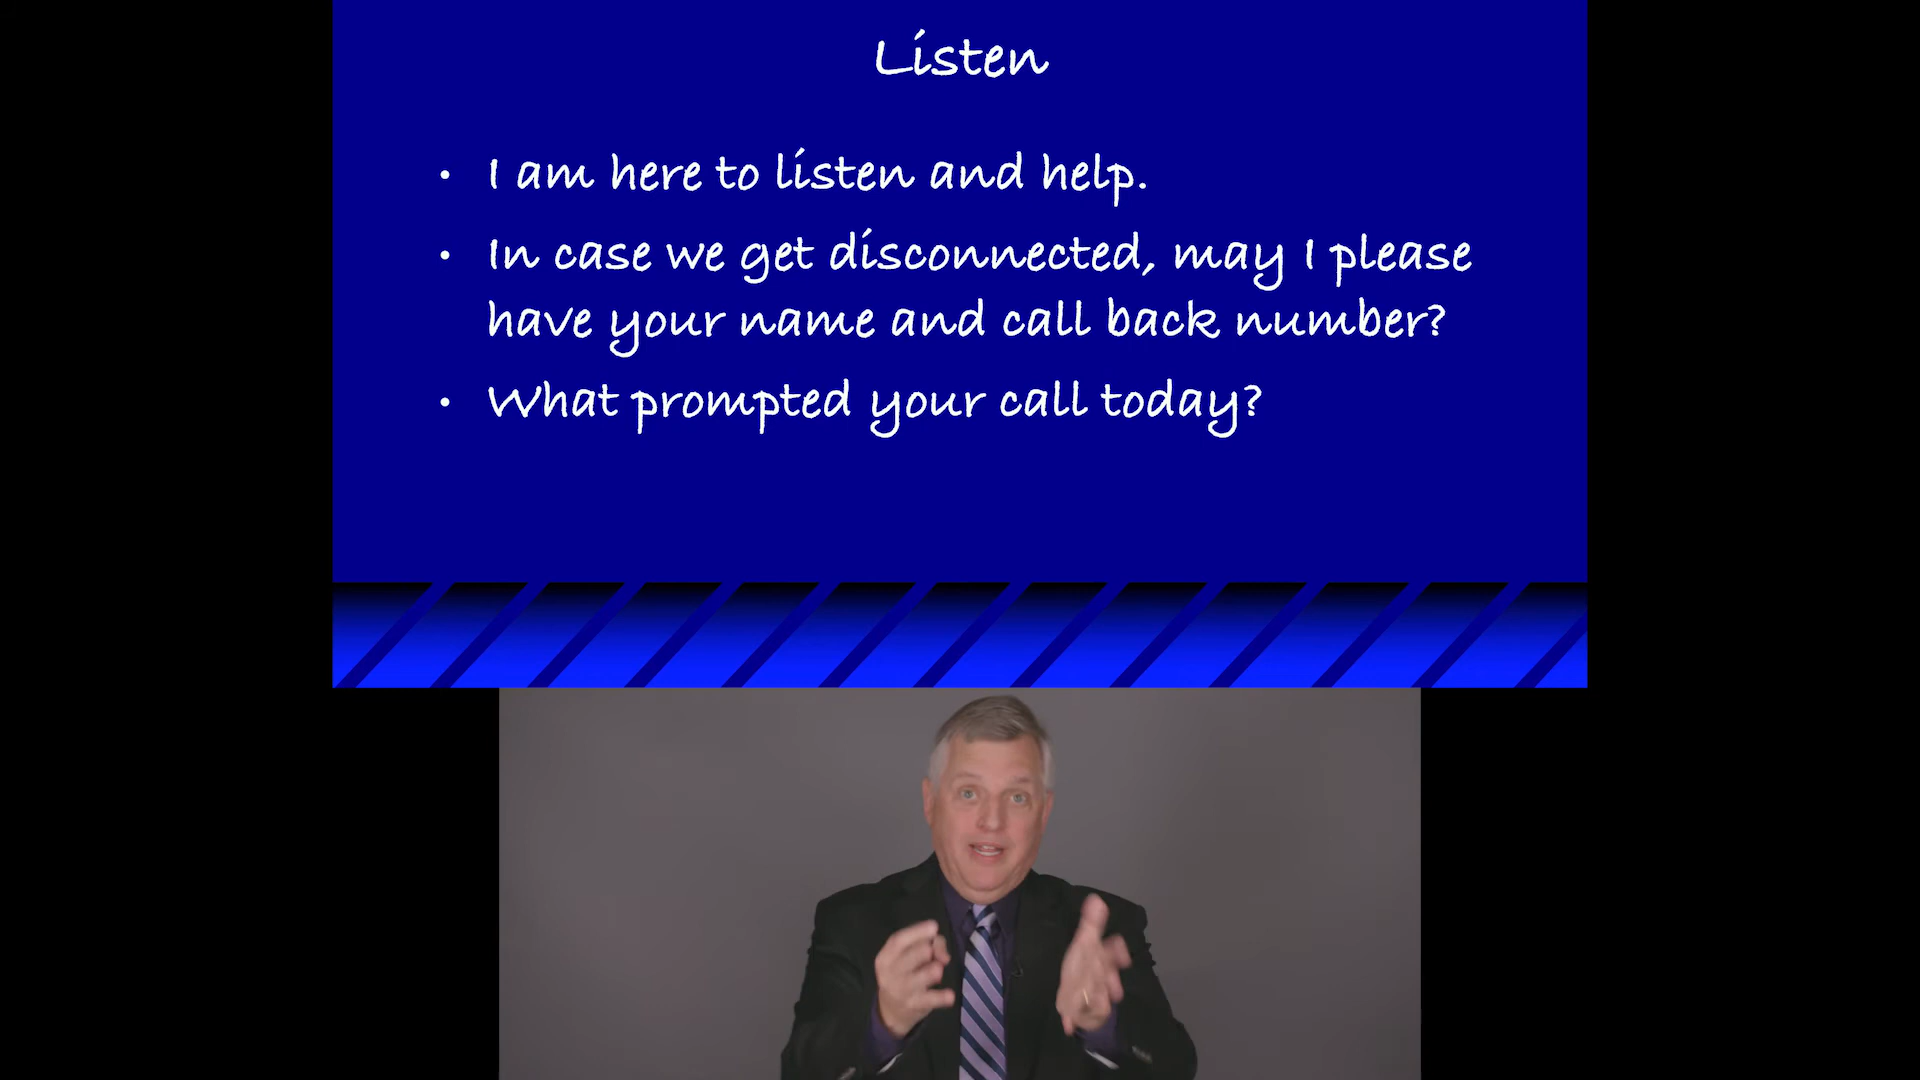 Listen
• I am here to listen and help.
• In case we get disconnected, may I please
have your name and call back number?
• What prompted your call today?